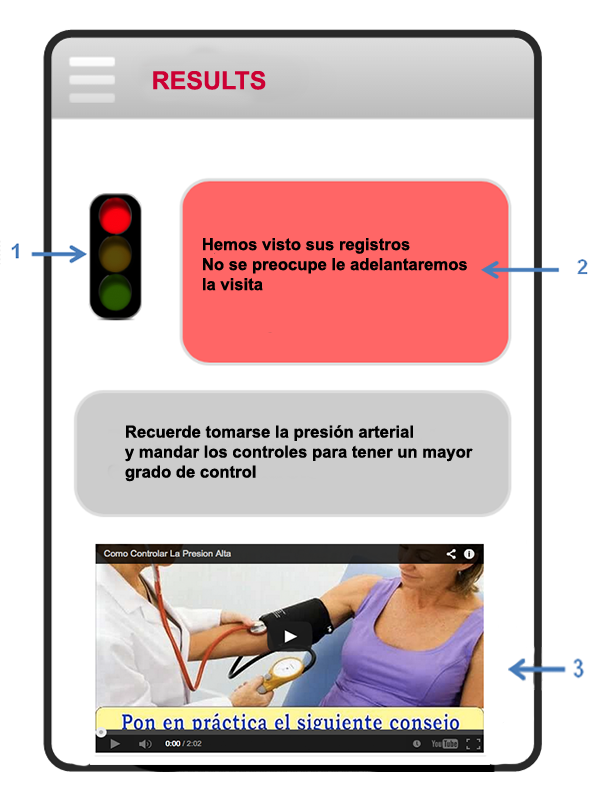 RESULTS
1
Hemos visto sus registros
No se preocupe le adelantaremos
la visita
2
Recuerde tomarse la presión arterial
y mandar los controles para tener un mayor
grado de control
Como Controlar La Presion Alta
3
Pon en práctica el siguiente consejo
0:00 / 2:02
YouTube